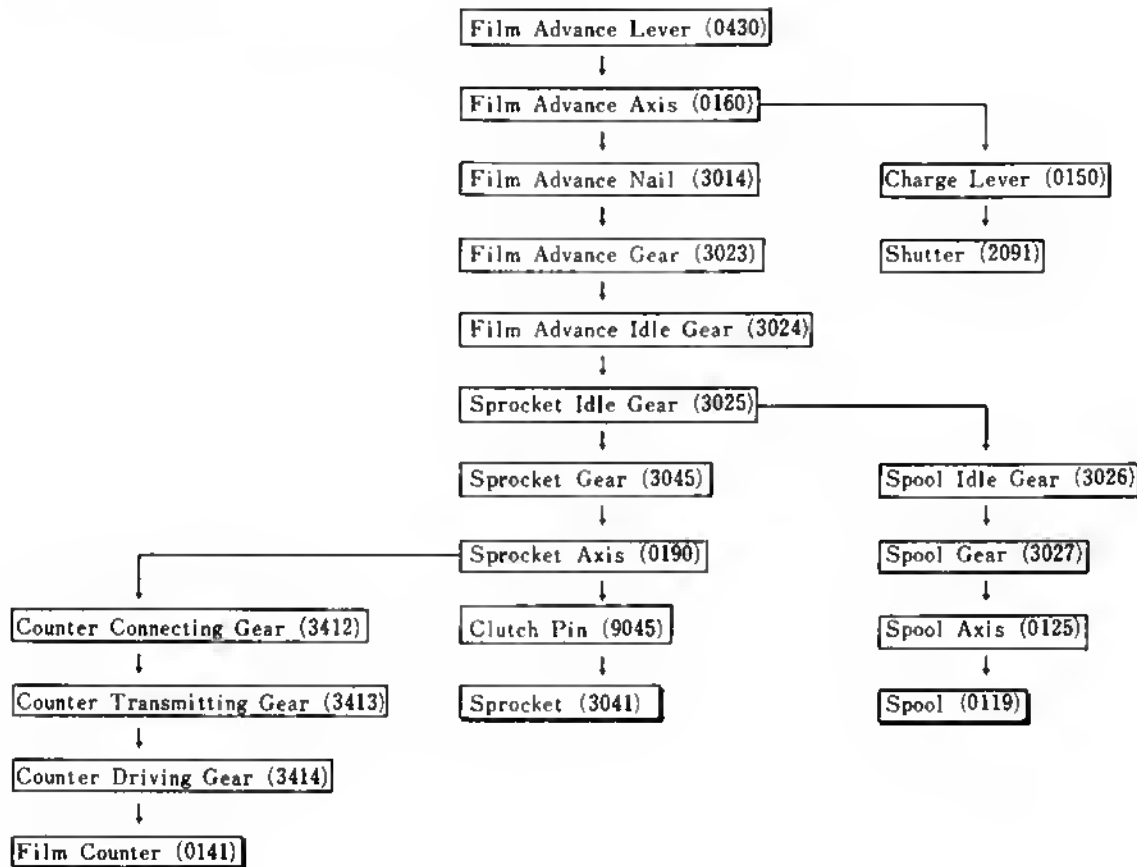 Film Advance Lever (0430)
Film Advance Axis (0160)
Film Advance Nail (3014)
Charge Lever (0150)
Film Advance Gear (3023)
Shutter (2091)
Film Advance Idle Gear (3024)
Sprocket Idle Gear (3025)
Sprocket Gear (3045)
Spool Idle Gear (3026)
Sprocket Axis (0190)
Spool Gear (3027)
Counter Connecting Gear (3412)
Clutch Pin (9045)
Spool Axis (0125)
Counter Transmitting Gear (3413)
Sprocket (3041)
Spool (0119)
Counter Driving Gear (3414)
Film Counter (0141)